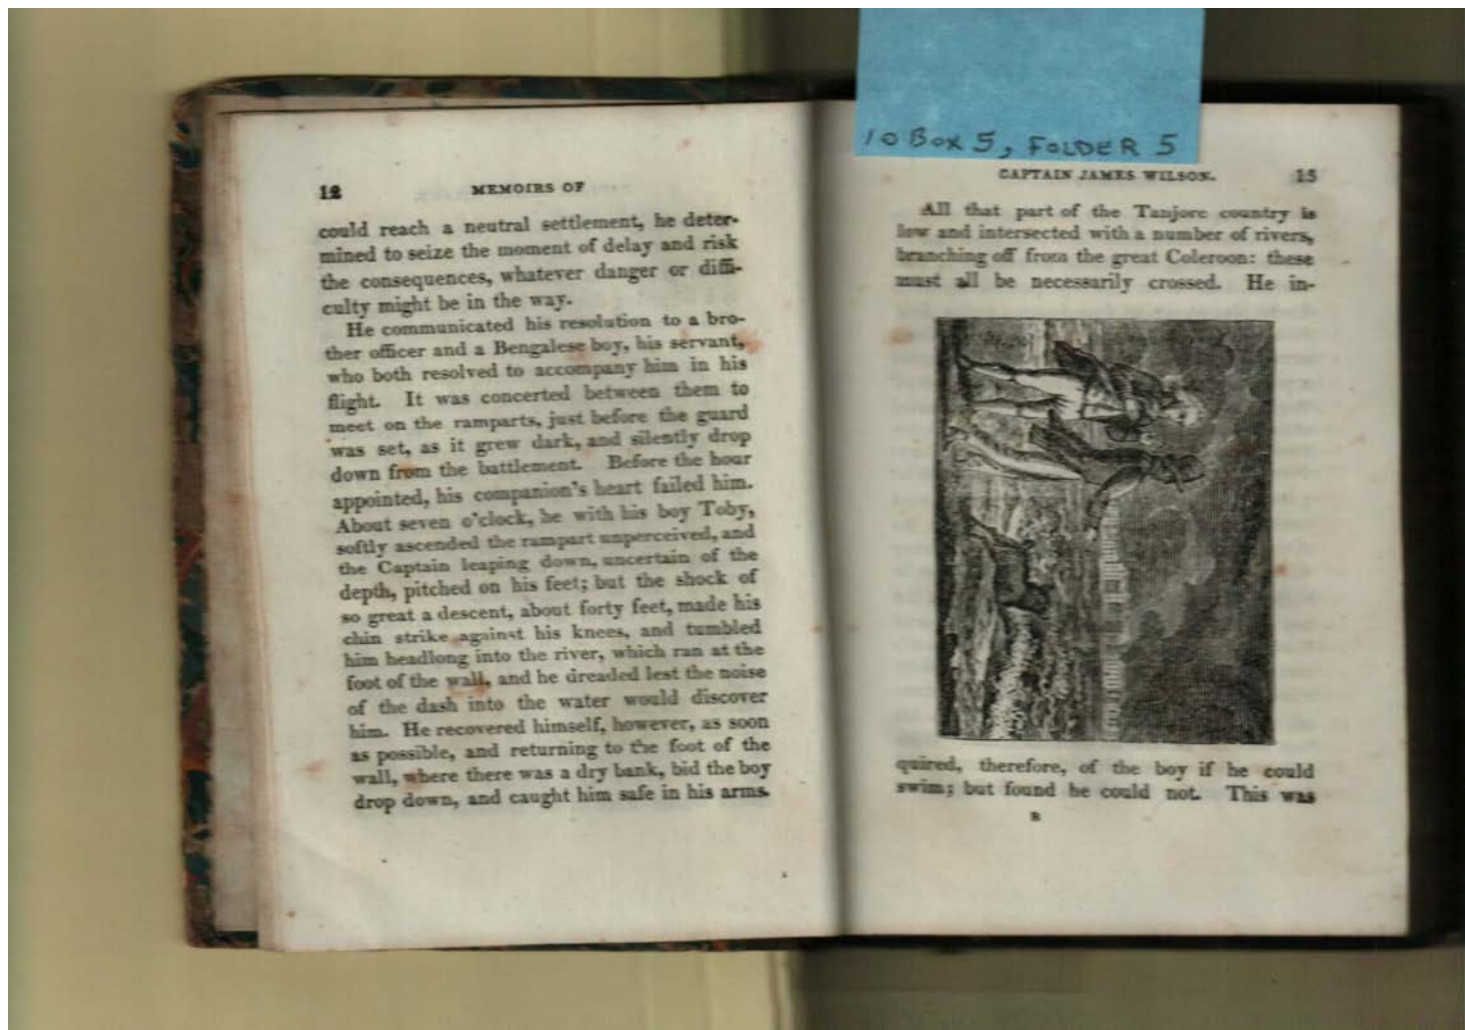 10 Box 5, FOLDER 5
12 MEMOIRS OF
could reach a neutral settlement, he deter-
mined to seize the moment of delay and risk
the consequences, whatever danger or diffi-
culty might be in the way.
He communicated his resolution to a bro-
ther officer and a Bengalese boy, his servant,
who both resolved to accompany him in his
flight. It was concerted between them to
meet on the ramparts, just before the guard
was set, as it grew dark, and silently drop
down from the battlement. Before the hour
appointed, his companion's heart failed him.
About seven o'clock, he with his boy Toby,
softly ascended the rampart unperceived, and
the Captain leaping down, uncertain of the
depth, pitched on his feet; but the shock of
so great a descent, about forty feet, made his
chin strike against his knees, and tumbled
him headlong into the river, which ran at the
foot of the wall, and he dreaded lest the noise
of the dash into the water would discover
him. He recovered himself, however, as soon
as possible, and returning to the foot of the
wall, where there was a dry bank, bid the boy
drop down, and caught him safe in his arms.
CAPTAIN JAMES WILSON. 13
All that part of the Tanjore country is
low and intersected with a number of rivers,
branching off from the great Coleroon: these
must all be necessarily crossed. He in-
quired, therefore, of the boy if he could
swim; but found he could not. This was
B